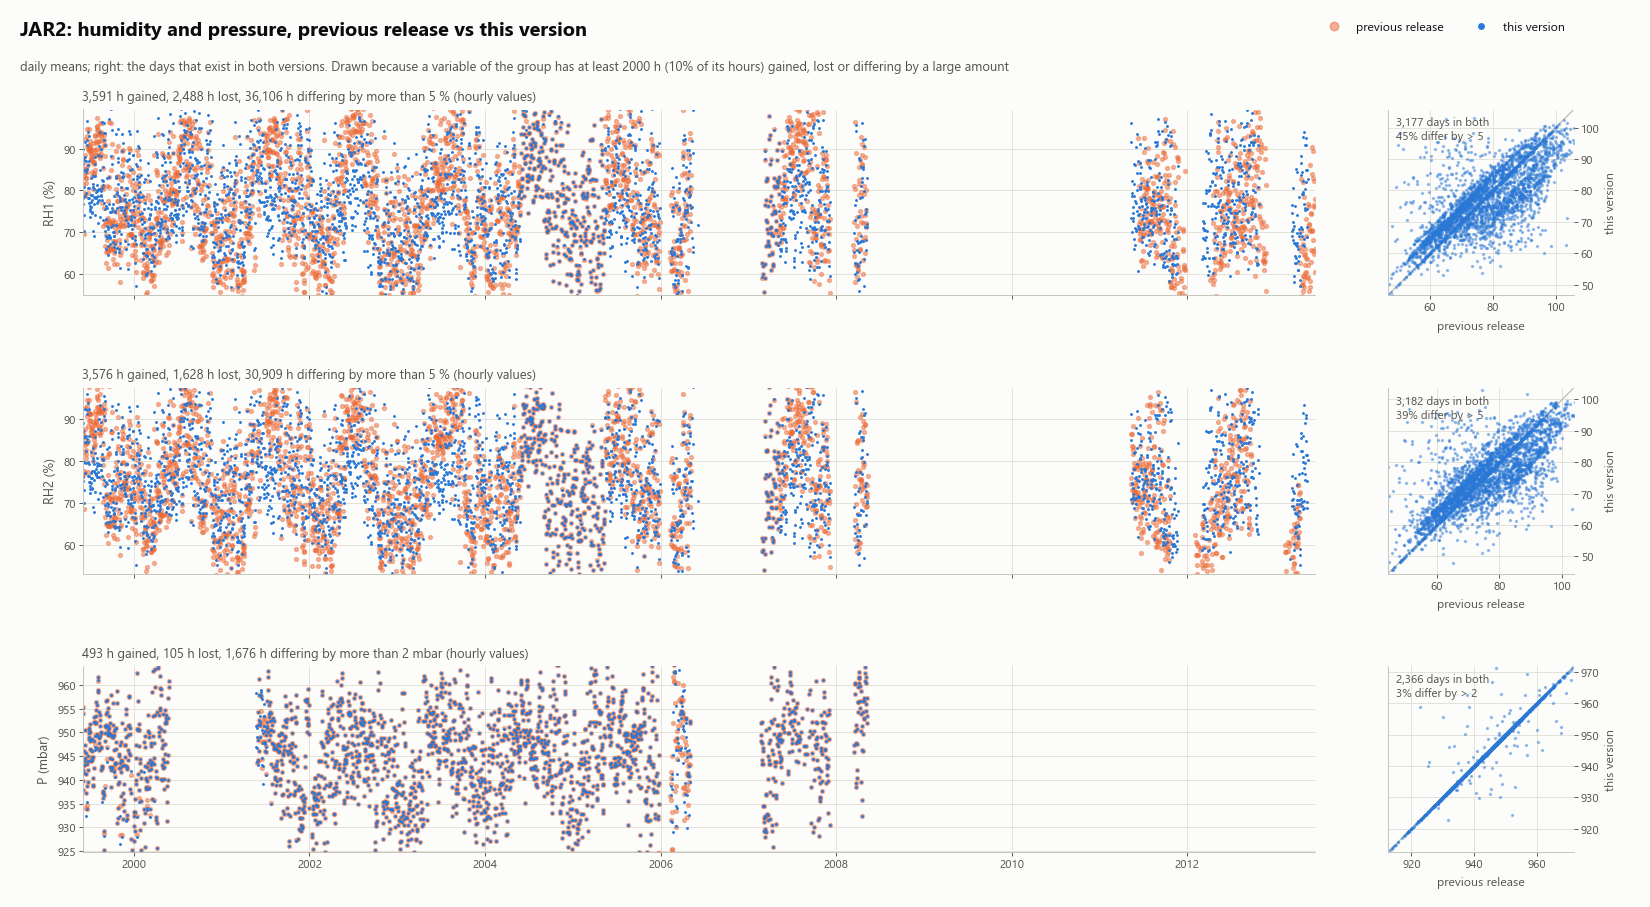 JAR2: humidity and pressure, previous release vs this version
previous release
this version
daily means; right: the days that exist in both versions. Drawn because a variable of the group has at least 2000 h (10% of its hours) gained, lost or differing by a large amount
3,591 h gained, 2,488 h lost, 36,106 h differing by more than 5 % (hourly values)
RH1 (%)
90
80
70
60
3,177 days in both
45% differ by > 5
100
90
80
70
60
50
this version
60
80
100
previous release
3,576 h gained, 1,628 h lost, 30,909 h differing by more than 5 % (hourly values)
RH2 (%)
90
80
70
60
3,182 days in both
39% differ by > 5
100
90
80
70
60
50
this version
60
80
100
previous release
493 h gained, 105 h lost, 1,676 h differing by more than 2 mbar (hourly values)
P (mbar)
960
955
950
945
940
935
930
925
2000
2002
2004
2006
2008
2010
2012
2,366 days in both
3% differ by > 2
970
960
950
940
930
920
this version
920
940
960
previous release